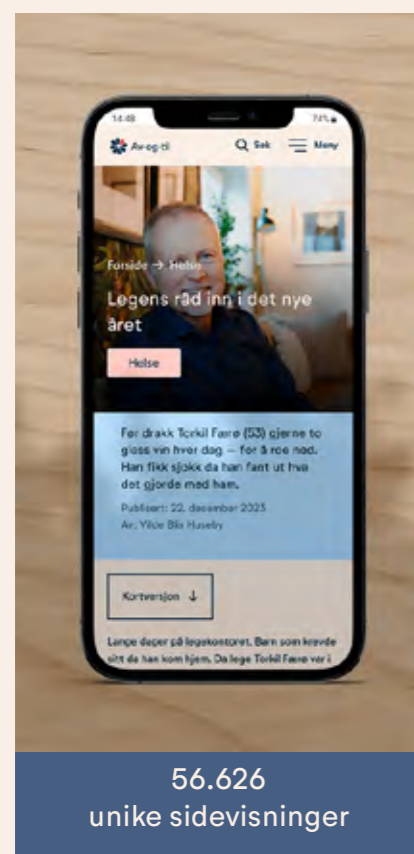 14:48
74%
Av-og-til
Søk
Meny
Forside → Helse
Legens råd inn i det nye
året
Helse
Før drakk Torkil Færø (53) gjerne to
glass vin hver dag – for å roe ned.
Han fikk sjokk da han fant ut hva
det gjorde med ham.
Publisert: 22. desember 2023
Av: Vilde Blix Huseby
Kortversjon ↓
Lange dager på legekontoret. Barn som krevde
sitt da han kom hjem. Da lege Torkil Færø var i
56.626
unike sidevisninger